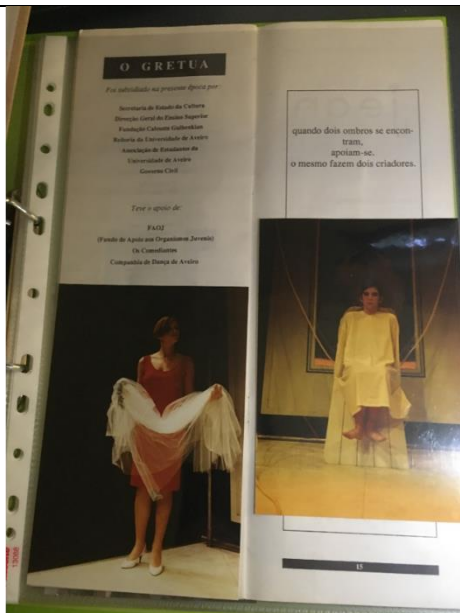 O GRETUA
Foi subsidiado na presente época por:
Secretaria de Estado da Cultura
Direcção Geral do Ensino Superior
Fundação Calouste Gulbenkian
Reitoria da Universidade de Aveiro
Associação de Estudantes da
Universidade de Aveiro
Governo Civil
Teve o apoio de:
FAOJ
(Fundo de Apoio aos Organismos Juvenis)
Os Comediantes
Companhia de Dança de Aveiro
quando dois ombros se encon-
tram,
apoiam-se.
o mesmo fazem dois criadores.
15